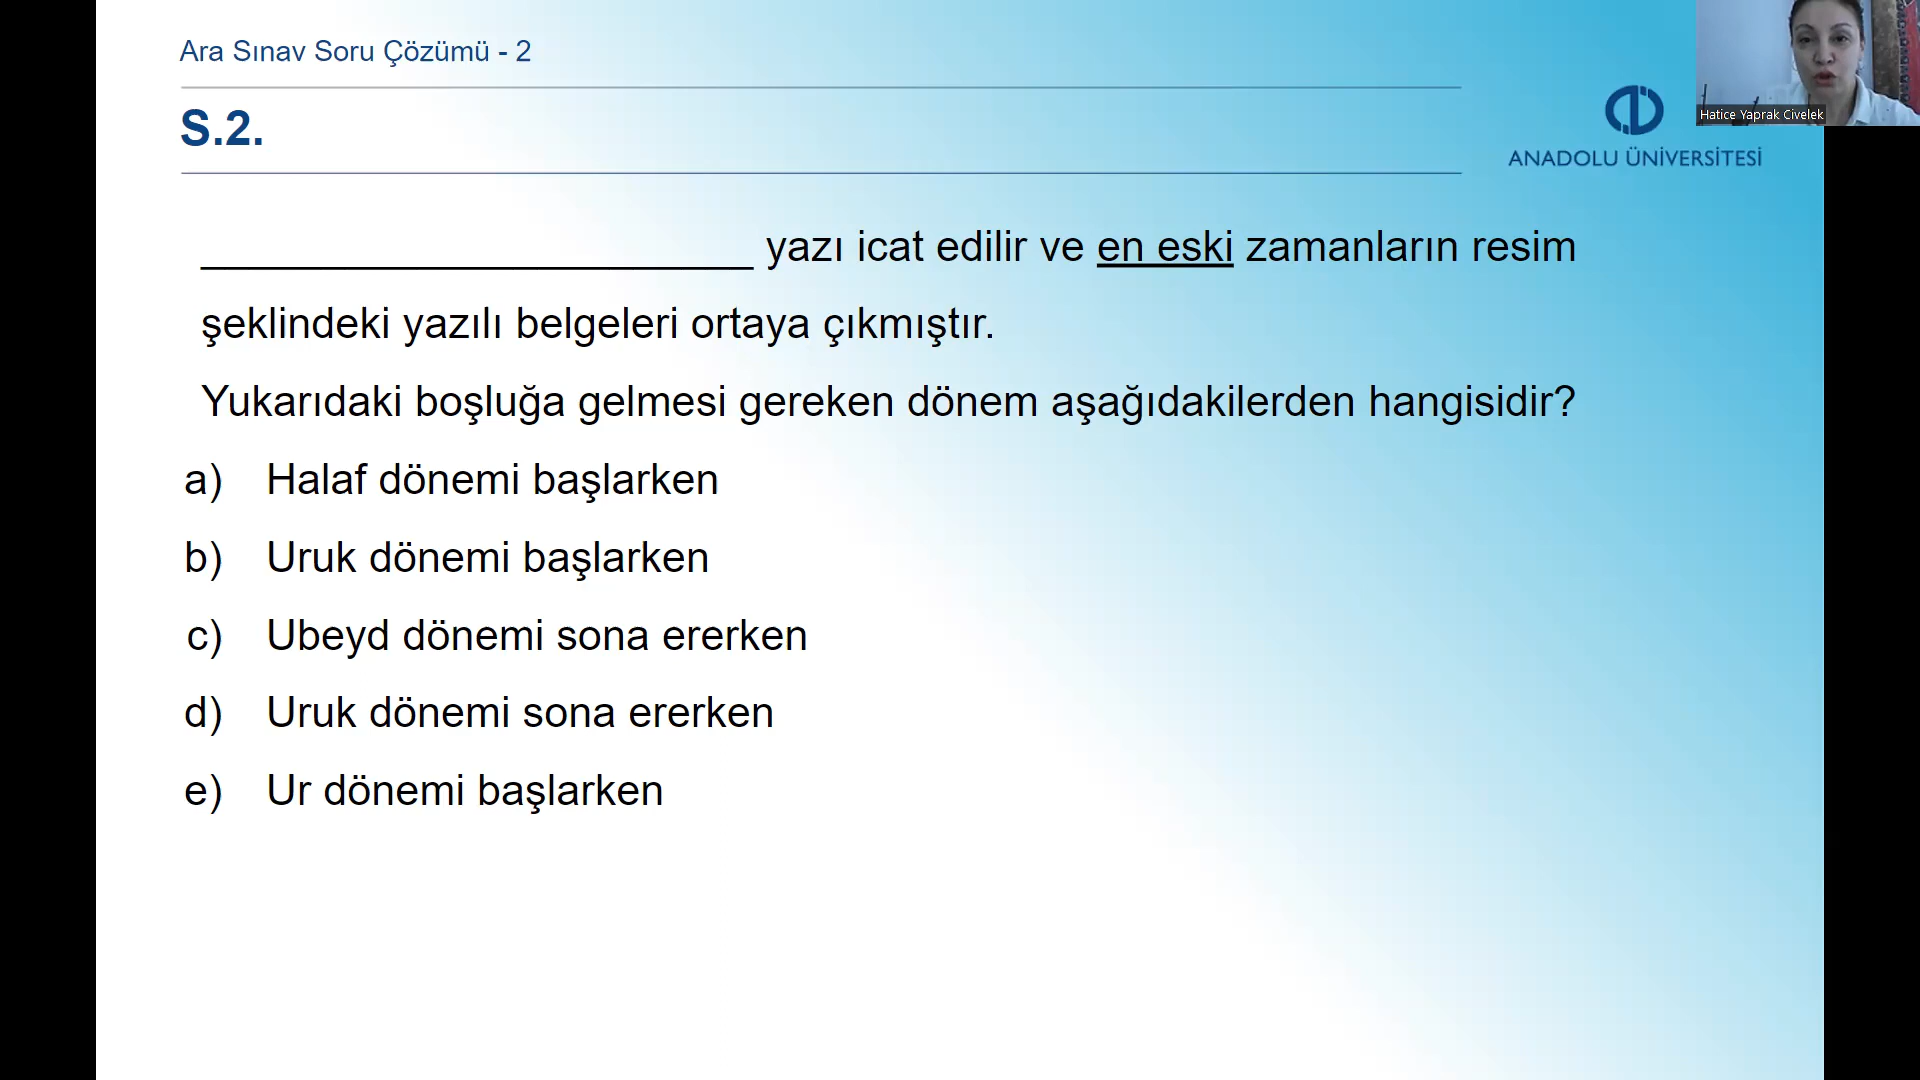 Ara Sınav Soru Çözümü - 2
S.2.
ANADOLU ÜNİVERSİTESİ
Hatice Yaprak Civelek
_______________________ yazı icat edilir ve en eski zamanların resim
şeklindeki yazılı belgeleri ortaya çıkmıştır.
Yukarıdaki boşluğa gelmesi gereken dönem aşağıdakilerden hangisidir?
a) Halaf dönemi başlarken
b) Uruk dönemi başlarken
c) Ubeyd dönemi sona ererken
d) Uruk dönemi sona ererken
e) Ur dönemi başlarken